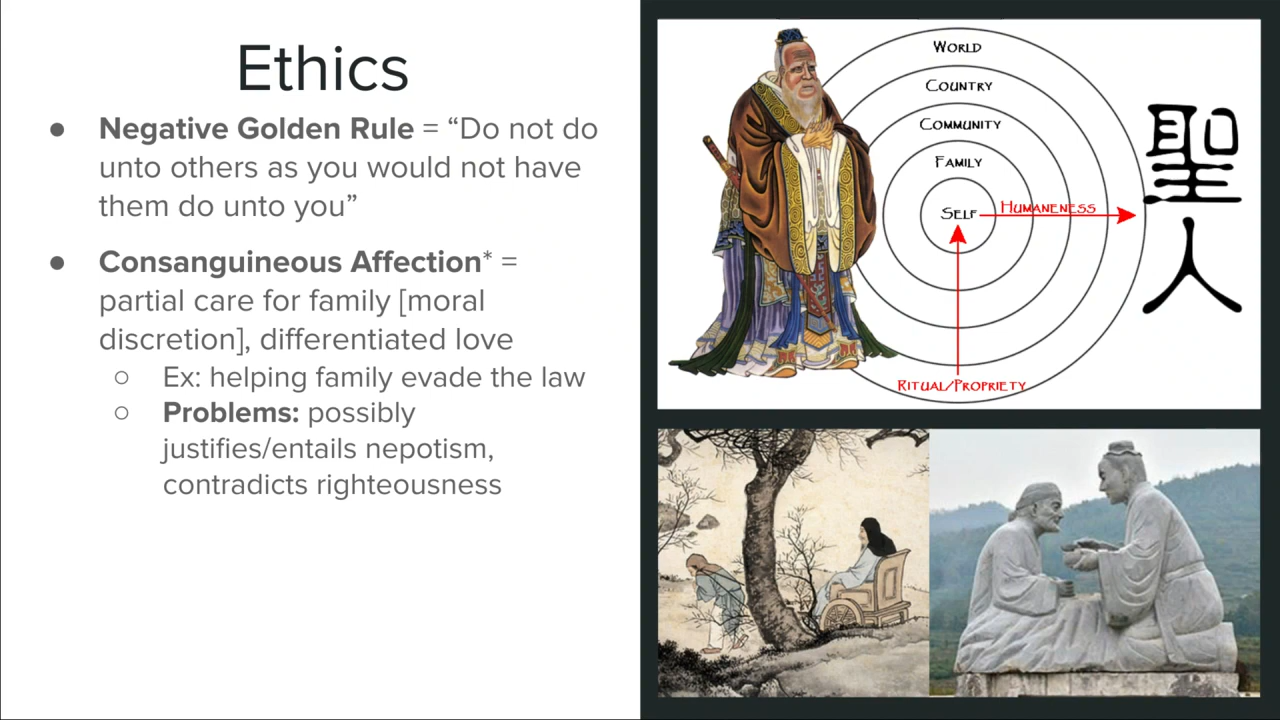 Ethics
● Negative Golden Rule = “Do not do
unto others as you would not have
them do unto you”
● Consanguineous Affection* =
partial care for family [moral
discretion], differentiated love
○ Ex: helping family evade the law
○ Problems: possibly
justifies/entails nepotism,
contradicts righteousness
World
Country
Community
Family
Self
Humaneness
Ritual/Propriety
聖
人